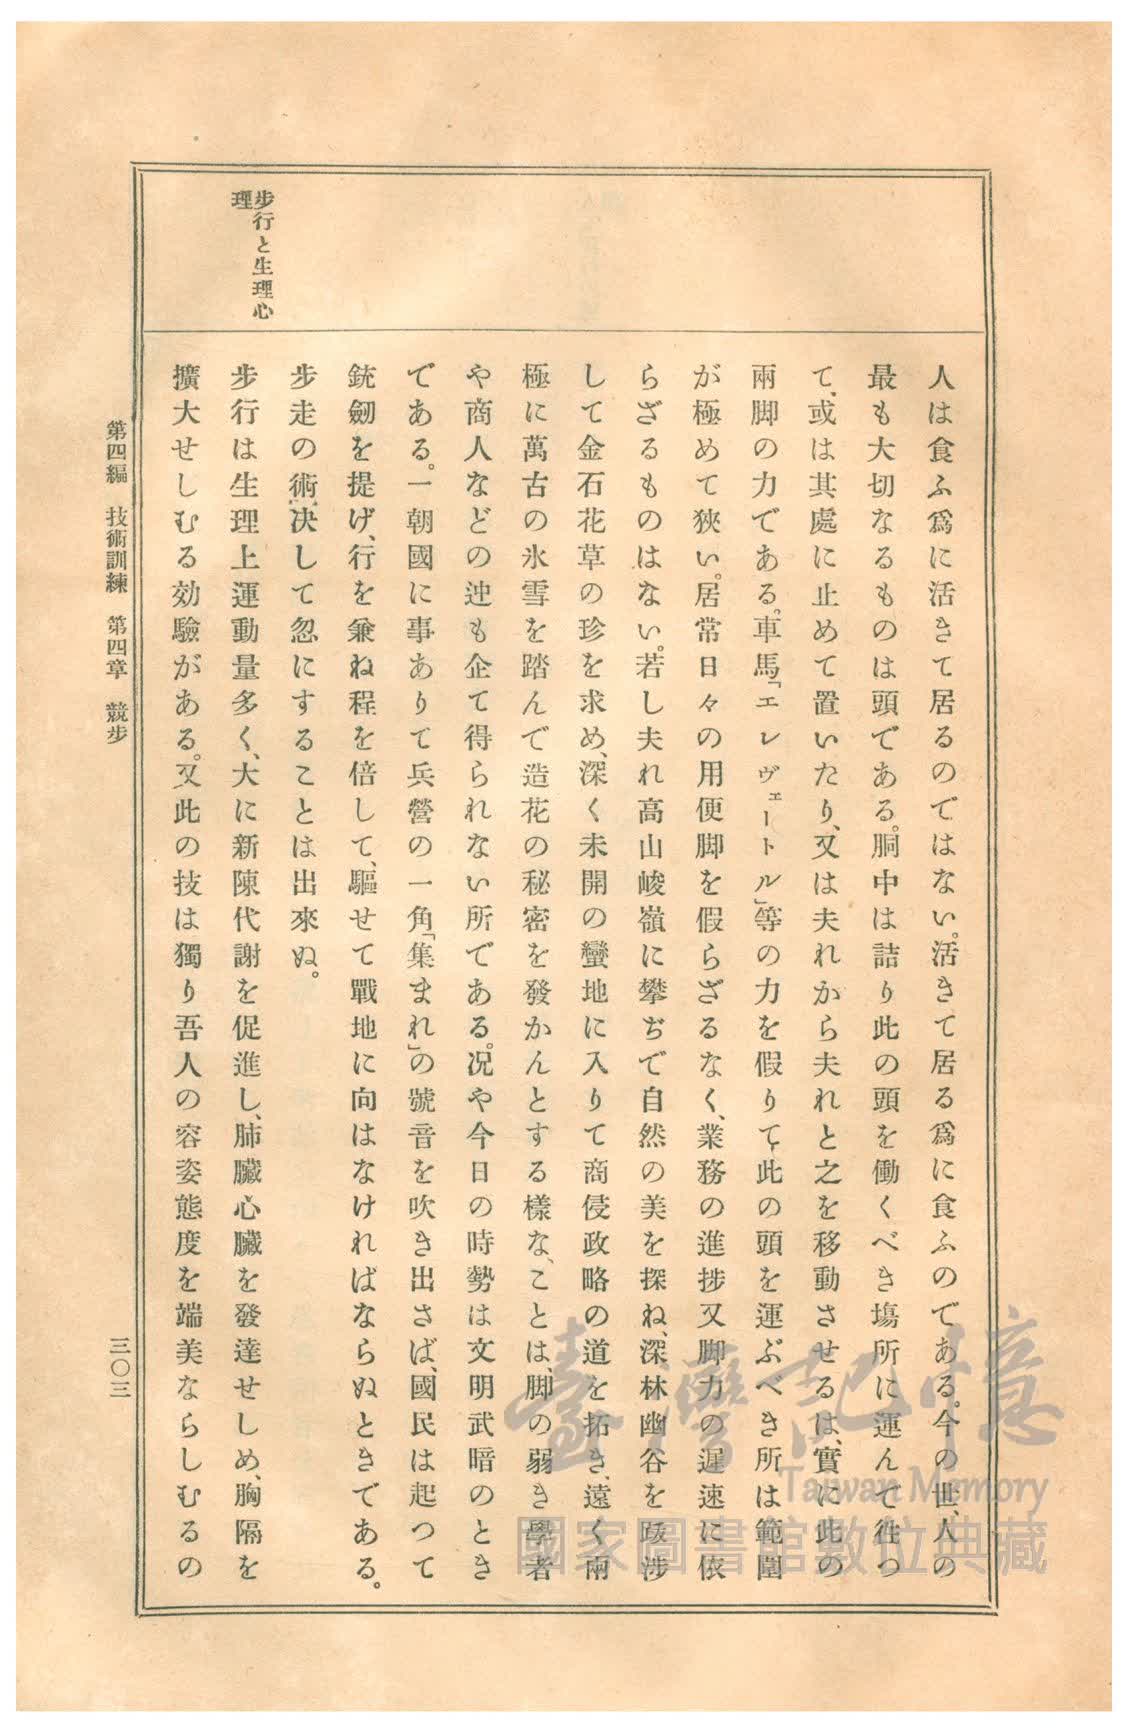 步行と生理心
理
人は食ふ爲に活きて居るのではない。活きて居る爲に食ふのである。今の世、人の
最も大切なるものは頭である。胴中は詰り此の頭を働くべき塲所に運んで往つ
て、或は其處に止めて置いたり、又は夫れから夫れと之を移動させるは、實に此の
兩脚の力である。車馬「エレヴェートル」等の力を假りて此の頭を運ぶべき所は範圍
が極めて狹い。居常日々の用便脚を假らざるなく、業務の進捗又脚力の遲速に依
らざるものはない。若し夫れ高山峻嶺に攀ぢで自然の美を探ね、深林幽谷を跋渉
して金石花草の珍を求め、深く未開の蠻地に入りて商侵政略の道を拓き、遠く兩
極に萬古の氷雪を踏んで造花の秘密を發かんとする樣な、ことは、脚の弱き學者
や商人などの迚も企て得られない所である。况や今日の時勢は文明武暗のとき
である。一朝國に事ありて兵營の一角「集まれ」の號音を吹き出さば、國民は起つて
銃劒を提げ、行を兼ね程を倍して、驅せて戰地に向はなければならぬときである。
步走の術、决して忽にすることは出來ぬ。
步行は生理上運動量多く、大に新陳代謝を促進し、肺臟心臟を發達せしめ、胸隔を
擴大せしむる効驗がある。又此の技は獨り吾人の容姿態度を端美ならしむるの
第四編　技術訓練　第四章　競步
三〇三
臺灣記憶
Taiwan Memory
國家圖書館數位典藏